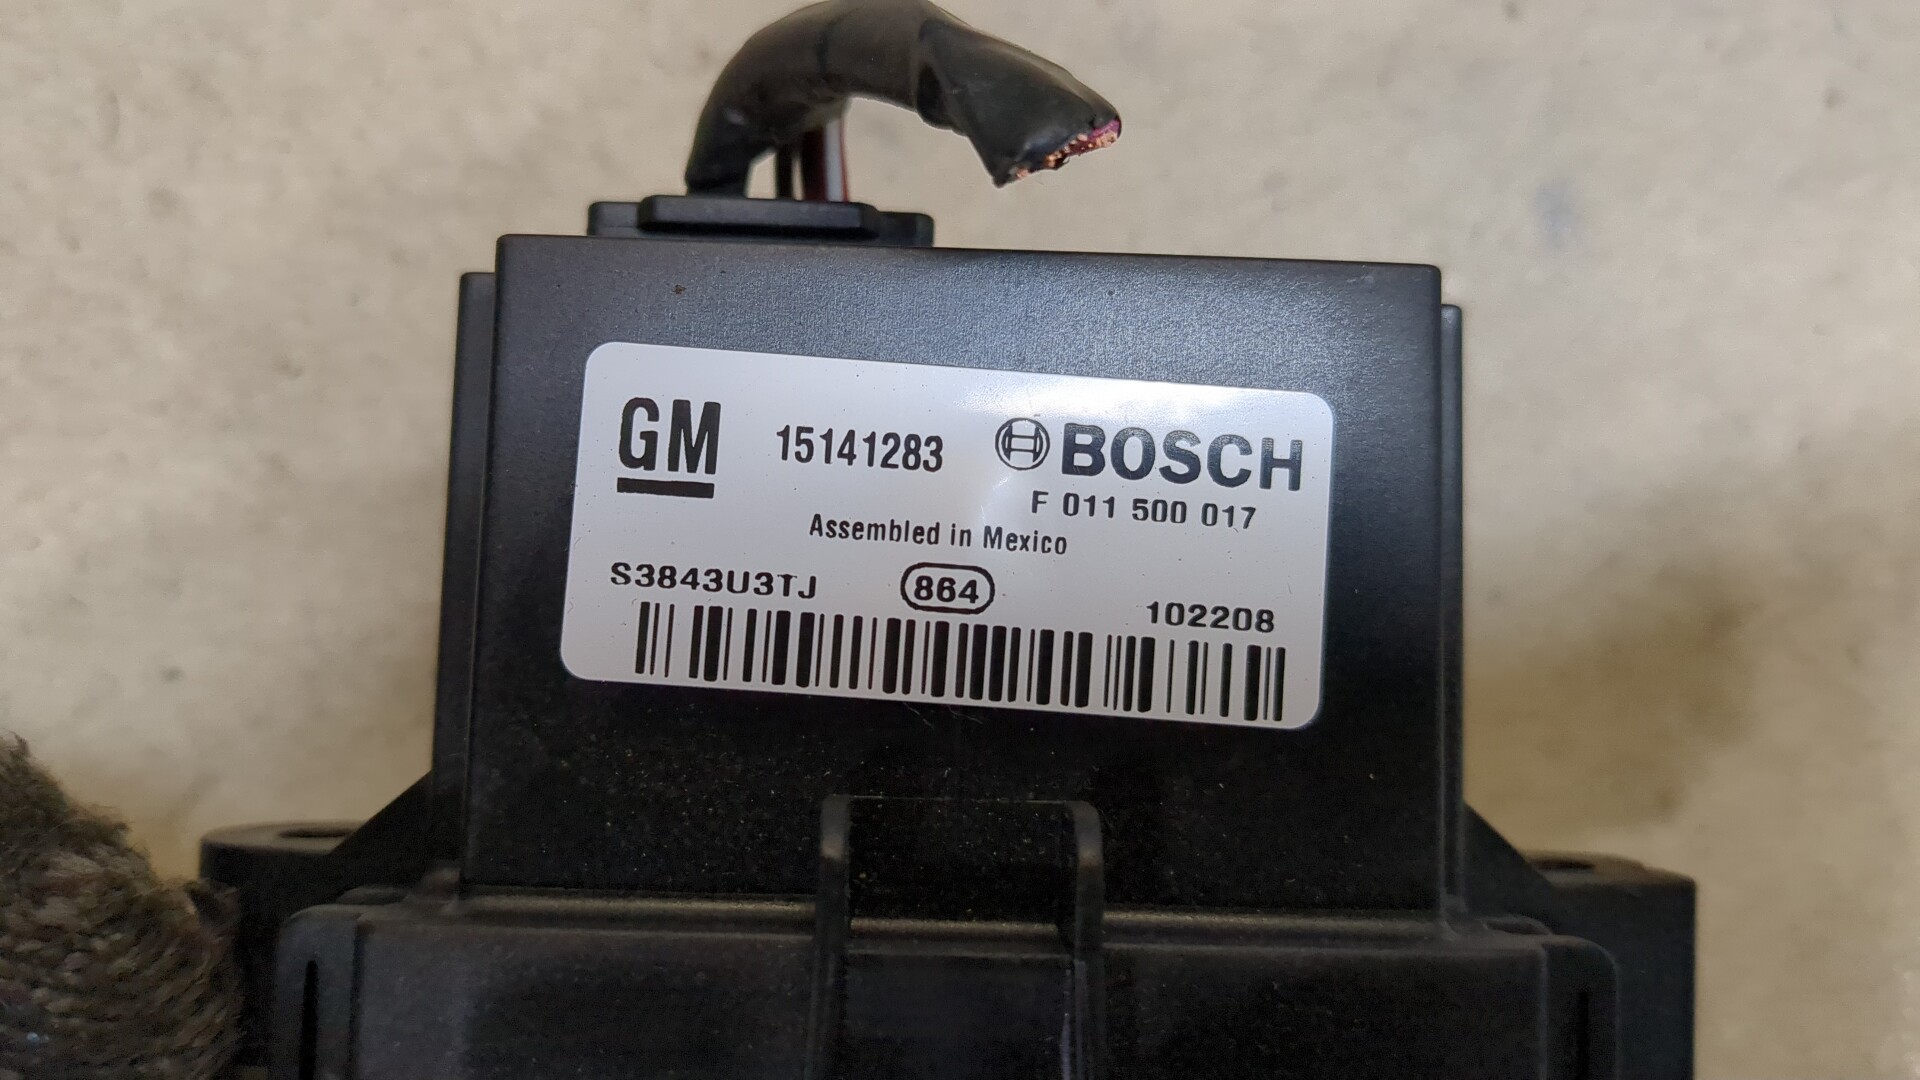 GM 15141283 BOSCH
F 011 500 017
Assembled in Mexico
S3843U3TJ 864 102208